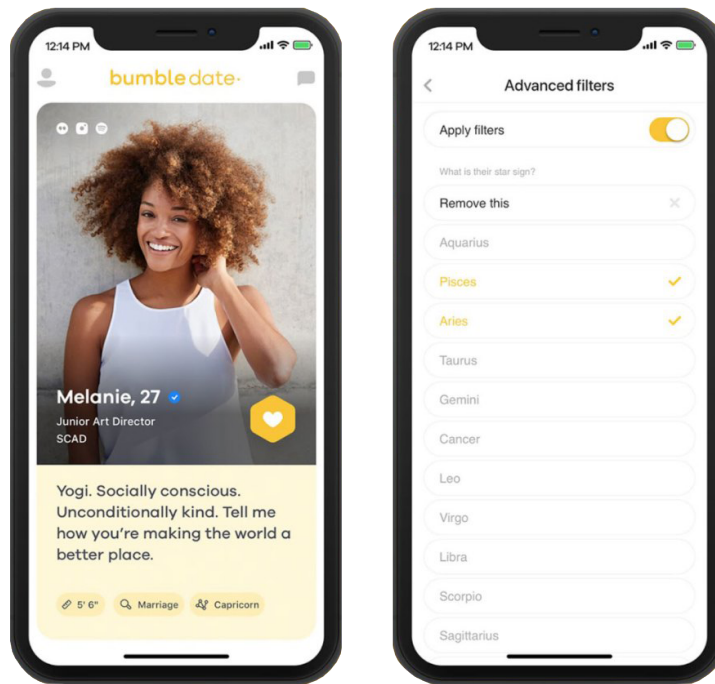 12:14 PM
bumble date·
Melanie, 27
Junior Art Director
SCAD
Yogi. Socially conscious.
Unconditionally kind. Tell me
how you're making the world a
better place.
5' 6"
Marriage
Capricorn
12:14 PM
Advanced filters
Apply filters
What is their star sign?
Remove this
Aquarius
Pisces
Aries
Taurus
Gemini
Cancer
Leo
Virgo
Libra
Scorpio
Sagittarius